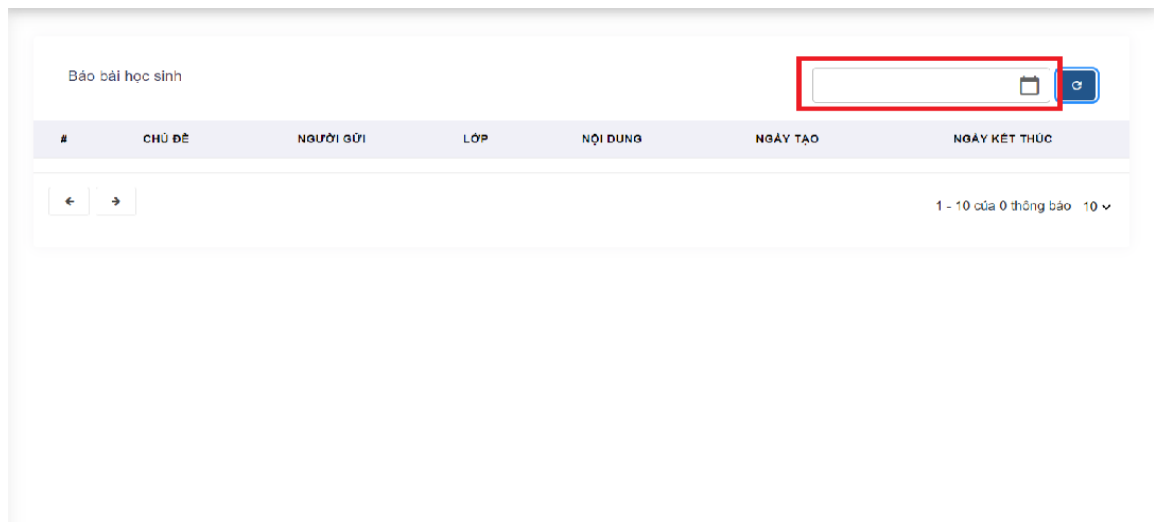 Báo bài học sinh
# CHỦ ĐỀ NGƯỜI GỬI LỚP NỘI DUNG NGÀY TẠO NGÀY KẾT THÚC
1 - 10 của 0 thông báo 10